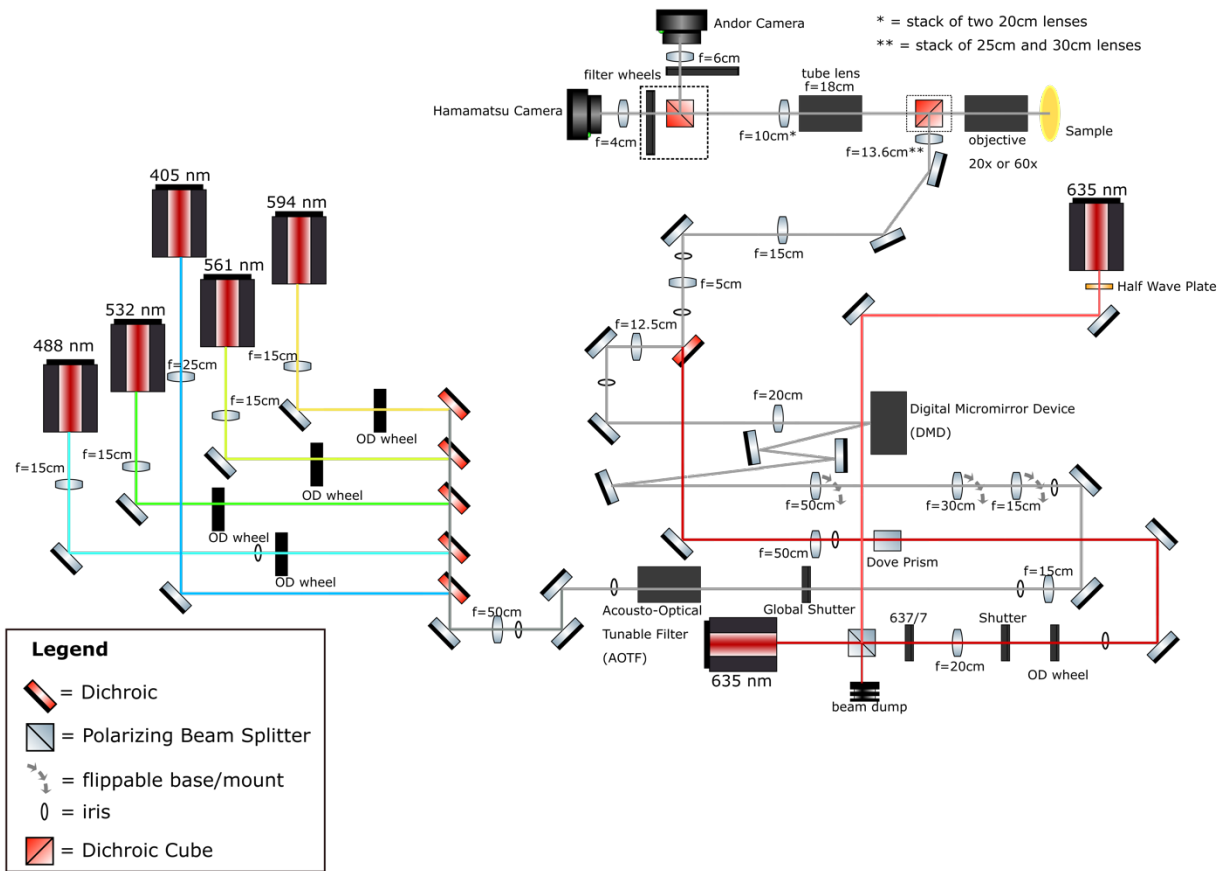 Andor Camera
* = stack of two 20cm lenses
** = stack of 25cm and 30cm lenses
f=6cm
filter wheels
tube lens
f=18cm
Hamamatsu Camera
f=4cm
f=10cm*
f=13.6cm**
objective
20x or 60x
Sample
405 nm
594 nm
635 nm
561 nm
532 nm
488 nm
f=15cm
f=5cm
Half Wave Plate
f=12.5cm
f=25cm
f=15cm
f=15cm
f=15cm
f=15cm
OD wheel
OD wheel
OD wheel
OD wheel
f=20cm
Digital Micromirror Device
(DMD)
f=50cm
f=30cm
f=15cm
f=50cm
Dove Prism
f=50cm
Acousto-Optical
Tunable Filter
(AOTF)
Global Shutter
f=15cm
635 nm
637/7
Shutter
f=20cm
OD wheel
beam dump
Legend
= Dichroic
= Polarizing Beam Splitter
= flippable base/mount
= iris
= Dichroic Cube